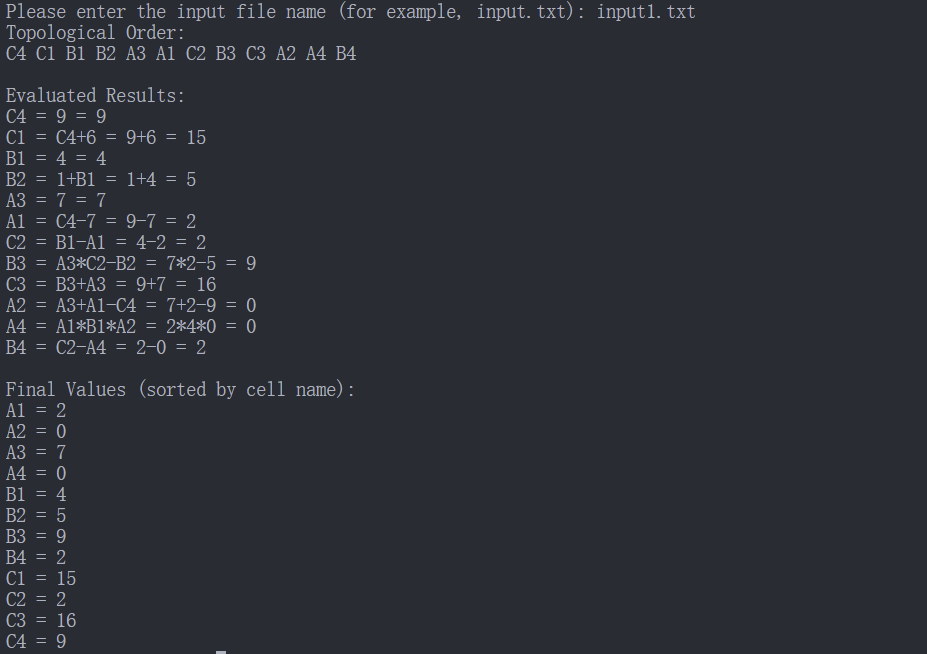 Please enter the input file name (for example, input.txt): input1.txt
Topological Order:
C4 C1 B1 B2 A3 A1 C2 B3 C3 A2 A4 B4
Evaluated Results:
C4 = 9 = 9
C1 = C4+6 = 9+6 = 15
B1 = 4 = 4
B2 = 1+B1 = 1+4 = 5
A3 = 7 = 7
A1 = C4-7 = 9-7 = 2
C2 = B1-A1 = 4-2 = 2
B3 = A3*C2-B2 = 7*2-5 = 9
C3 = B3+A3 = 9+7 = 16
A2 = A3+A1-C4 = 7+2-9 = 0
A4 = A1*B1*A2 = 2*4*0 = 0
B4 = C2-A4 = 2-0 = 2
Final Values (sorted by cell name):
A1 = 2
A2 = 0
A3 = 7
A4 = 0
B1 = 4
B2 = 5
B3 = 9
B4 = 2
C1 = 15
C2 = 2
C3 = 16
C4 = 9